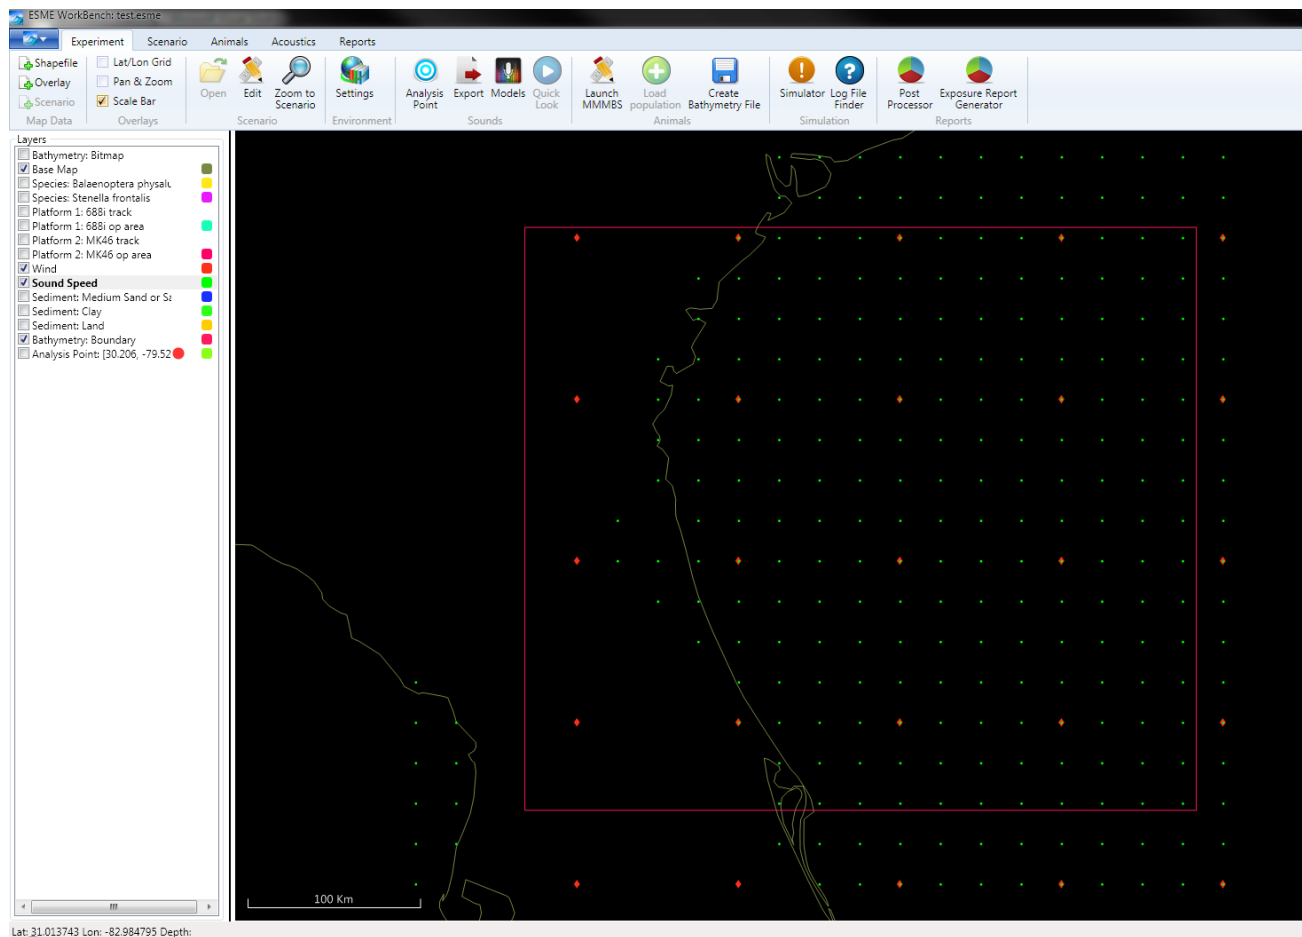 ESME WorkBench: test.esme
Experiment Scenario Animals Acoustics Reports
Shapefile
Overlay
Scenario
Map Data
Lat/Lon Grid
Pan & Zoom
Scale Bar
Overlays
Open
Edit
Zoom to
Scenario
Scenario
Settings
Environment
Analysis
Point
Export
Models
Quick
Look
Sounds
Launch
MMMBS
Load
population
Create
Bathymetry File
Animals
Simulator
Log File
Finder
Simulation
Post
Processor
Exposure Report
Generator
Reports
Layers
Bathymetry: Bitmap
Base Map
Species: Balaenoptera physalu
Species: Stenella frontalis
Platform 1: 688i track
Platform 1: 688i op area
Platform 2: MK46 track
Platform 2: MK46 op area
Wind
Sound Speed
Sediment: Medium Sand or Sa
Sediment: Clay
Sediment: Land
Bathymetry: Boundary
Analysis Point: [30.206, -79.52
100 Km
Lat: 31.013743 Lon: -82.984795 Depth: